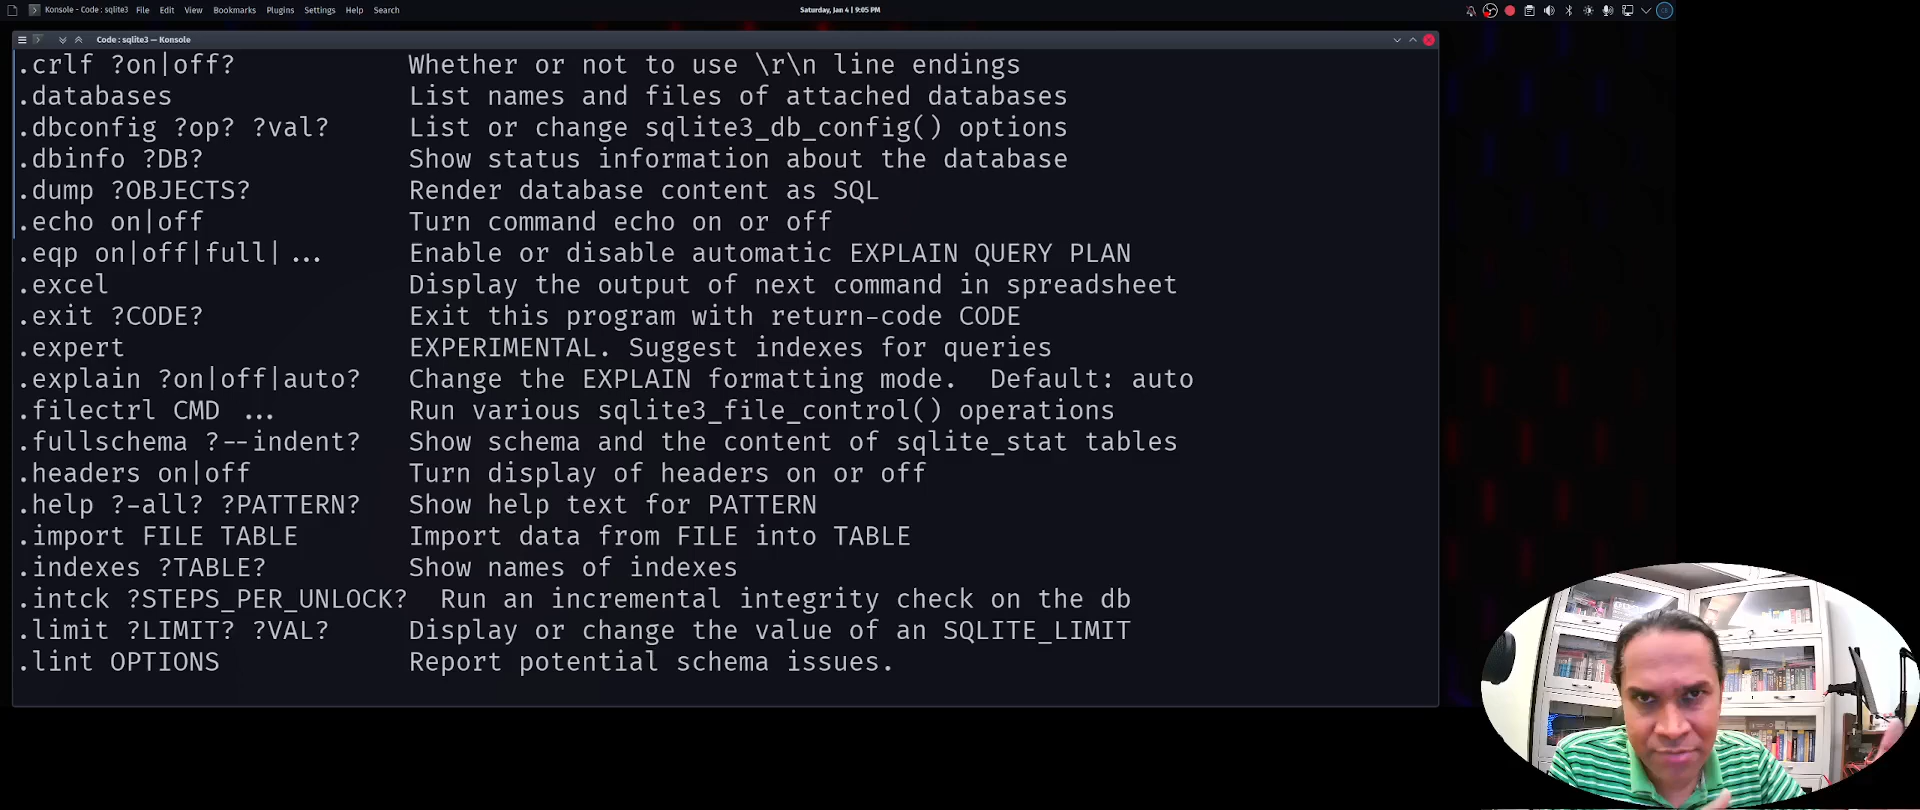 Konsole - Code : sqlite3 File Edit View Bookmarks Plugins Settings Help Search
Saturday, Jan 4 | 9:05 PM
Code : sqlite3 — Konsole
.crlf ?on|off? Whether or not to use \r\n line endings
.databases List names and files of attached databases
.dbconfig ?op? ?val? List or change sqlite3_db_config() options
.dbinfo ?DB? Show status information about the database
.dump ?OBJECTS? Render database content as SQL
.echo on|off Turn command echo on or off
.eqp on|off|full|... Enable or disable automatic EXPLAIN QUERY PLAN
.excel Display the output of next command in spreadsheet
.exit ?CODE? Exit this program with return-code CODE
.expert EXPERIMENTAL. Suggest indexes for queries
.explain ?on|off|auto? Change the EXPLAIN formatting mode.  Default: auto
.filectrl CMD ... Run various sqlite3_file_control() operations
.fullschema ?--indent? Show schema and the content of sqlite_stat tables
.headers on|off Turn display of headers on or off
.help ?-all? ?PATTERN? Show help text for PATTERN
.import FILE TABLE Import data from FILE into TABLE
.indexes ?TABLE? Show names of indexes
.intck ?STEPS_PER_UNLOCK? Run an incremental integrity check on the db
.limit ?LIMIT? ?VAL? Display or change the value of an SQLITE_LIMIT
.lint OPTIONS Report potential schema issues.